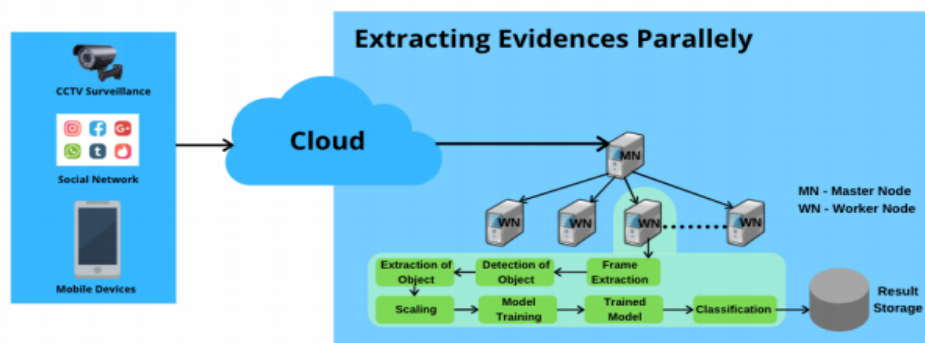 Extracting Evidences Parallely
CCTV Surveillance
Social Network
Mobile Devices
Cloud
MN
WN
WN
WN
WN
MN - Master Node
WN - Worker Node
Extraction of
Object
Detection of
Object
Frame
Extraction
Scaling
Model
Training
Trained
Model
Classification
Result
Storage